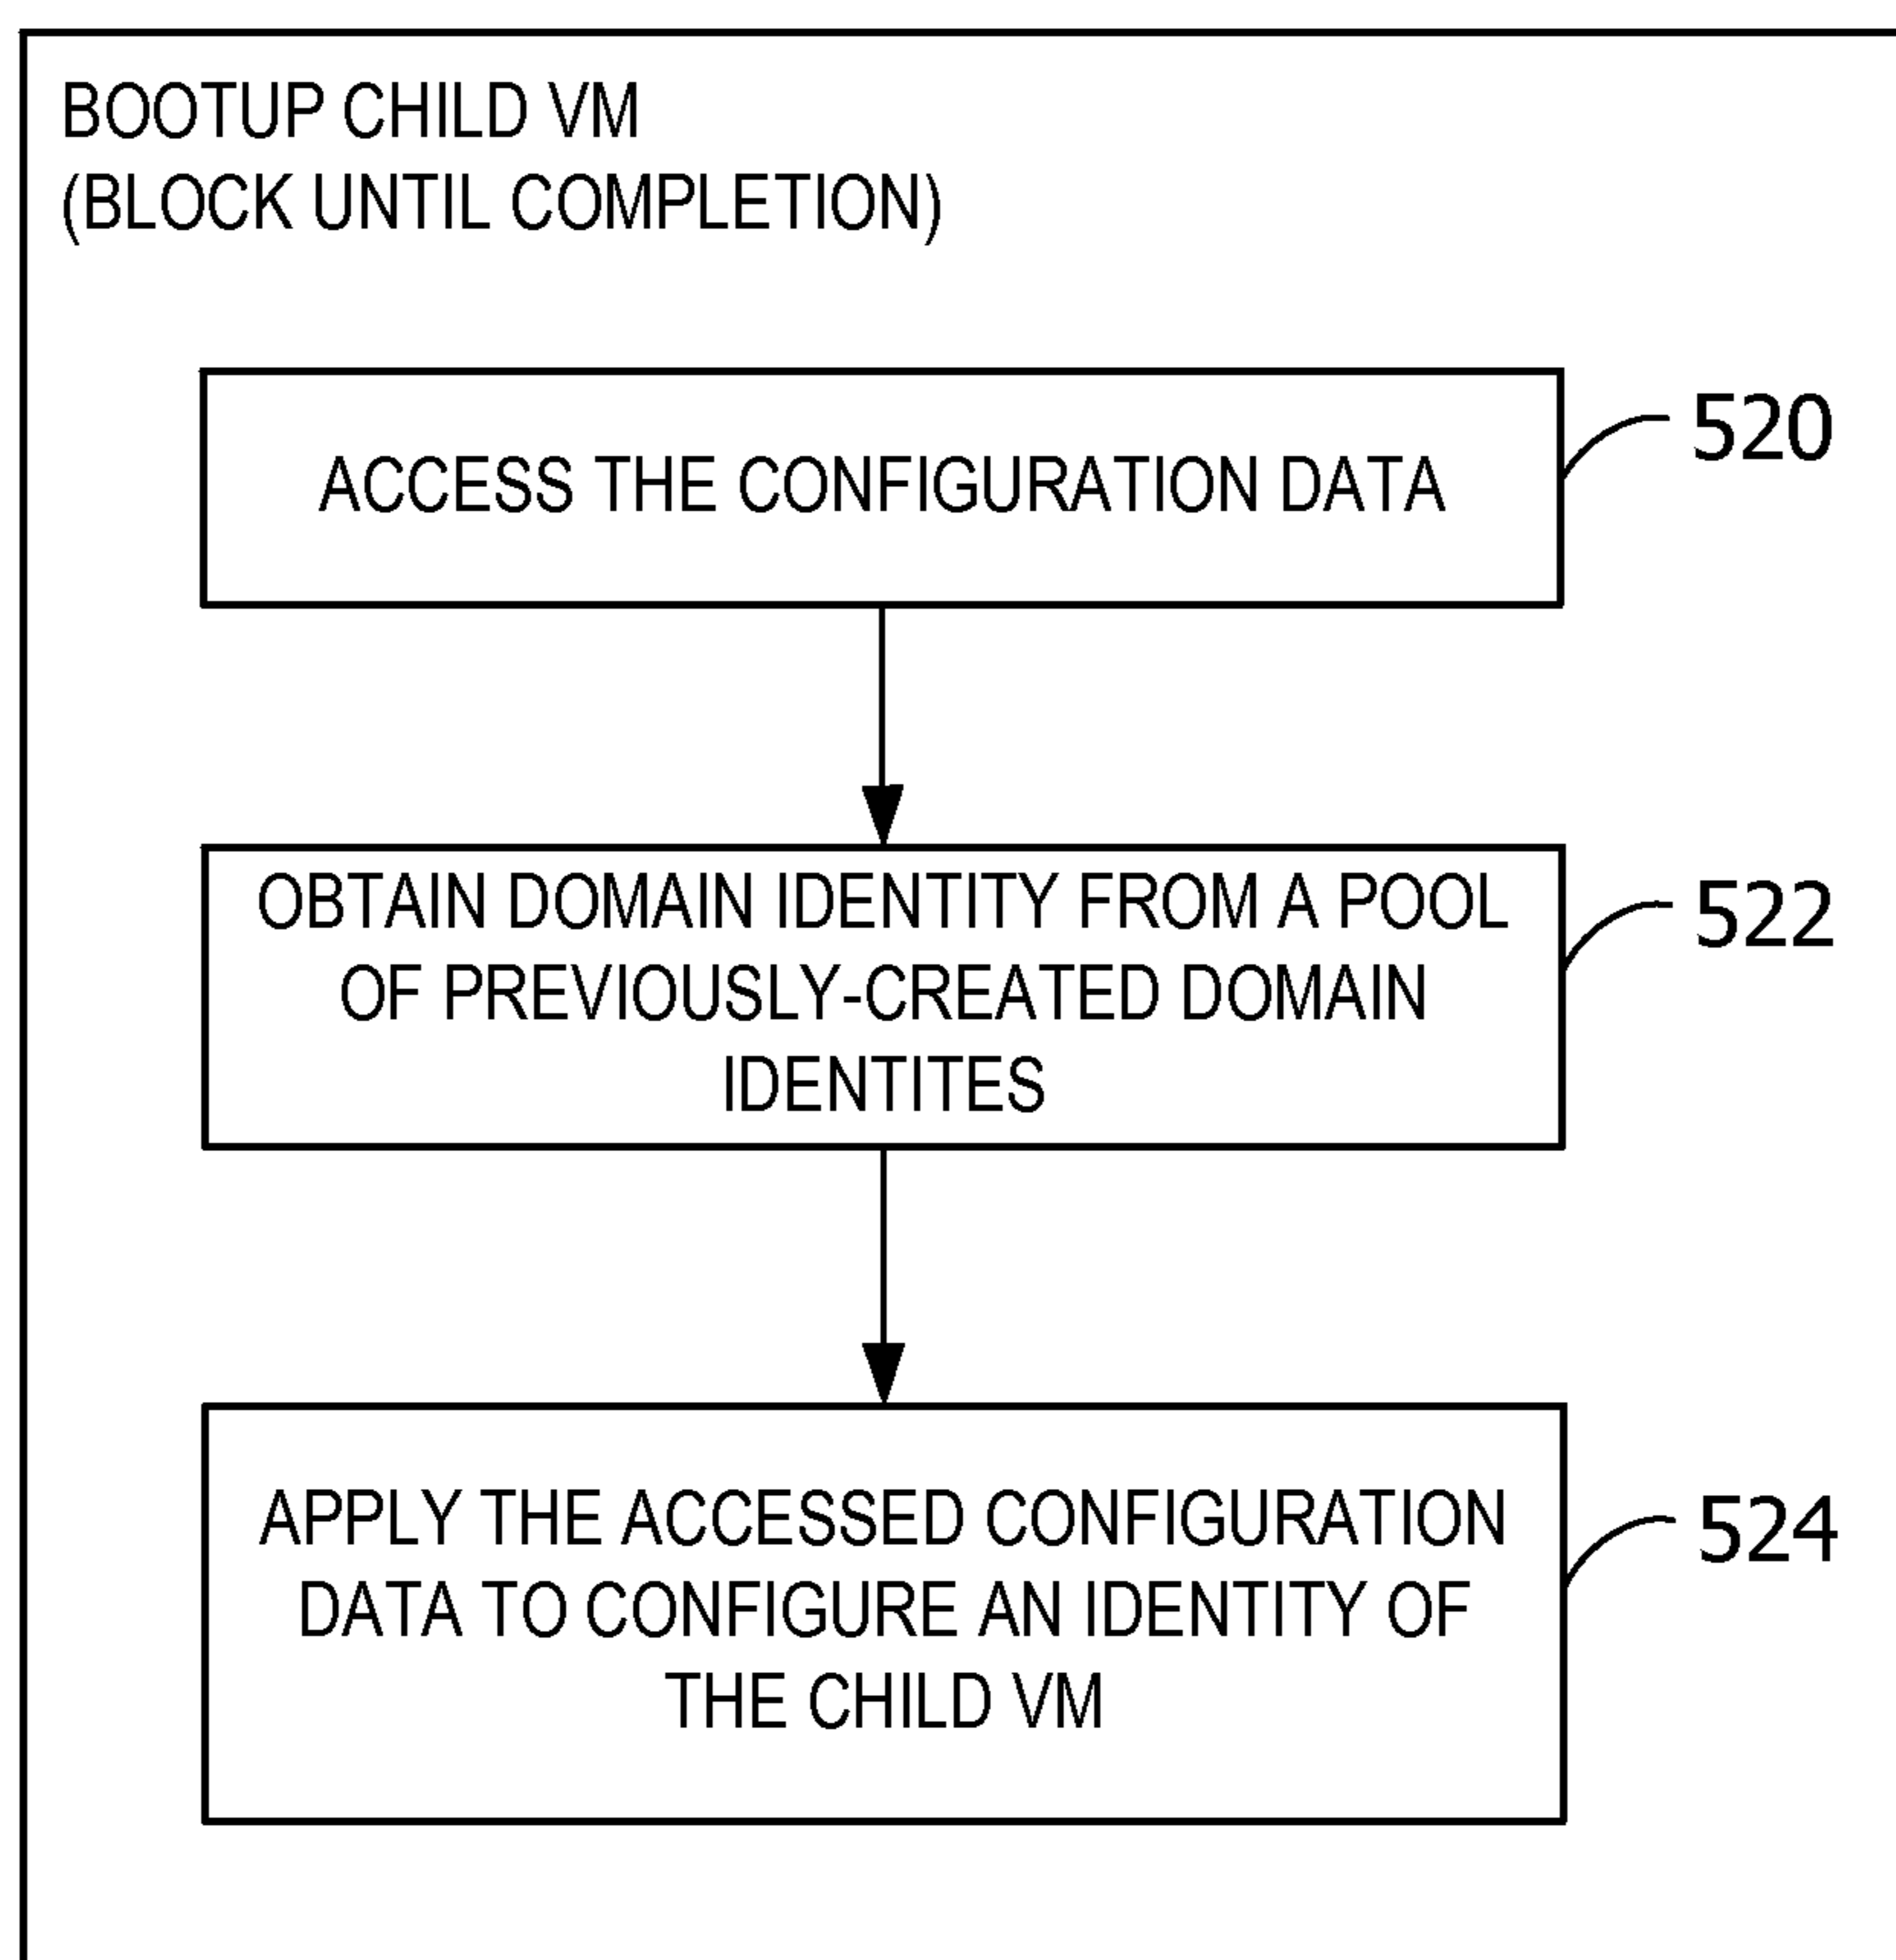 BOOTUP CHILD VM
(BLOCK UNTIL COMPLETION)
ACCESS THE CONFIGURATION DATA
520
OBTAIN DOMAIN IDENTITY FROM A POOL
OF PREVIOUSLY-CREATED DOMAIN
IDENTITES
522
APPLY THE ACCESSED CONFIGURATION
DATA TO CONFIGURE AN IDENTITY OF
THE CHILD VM
524